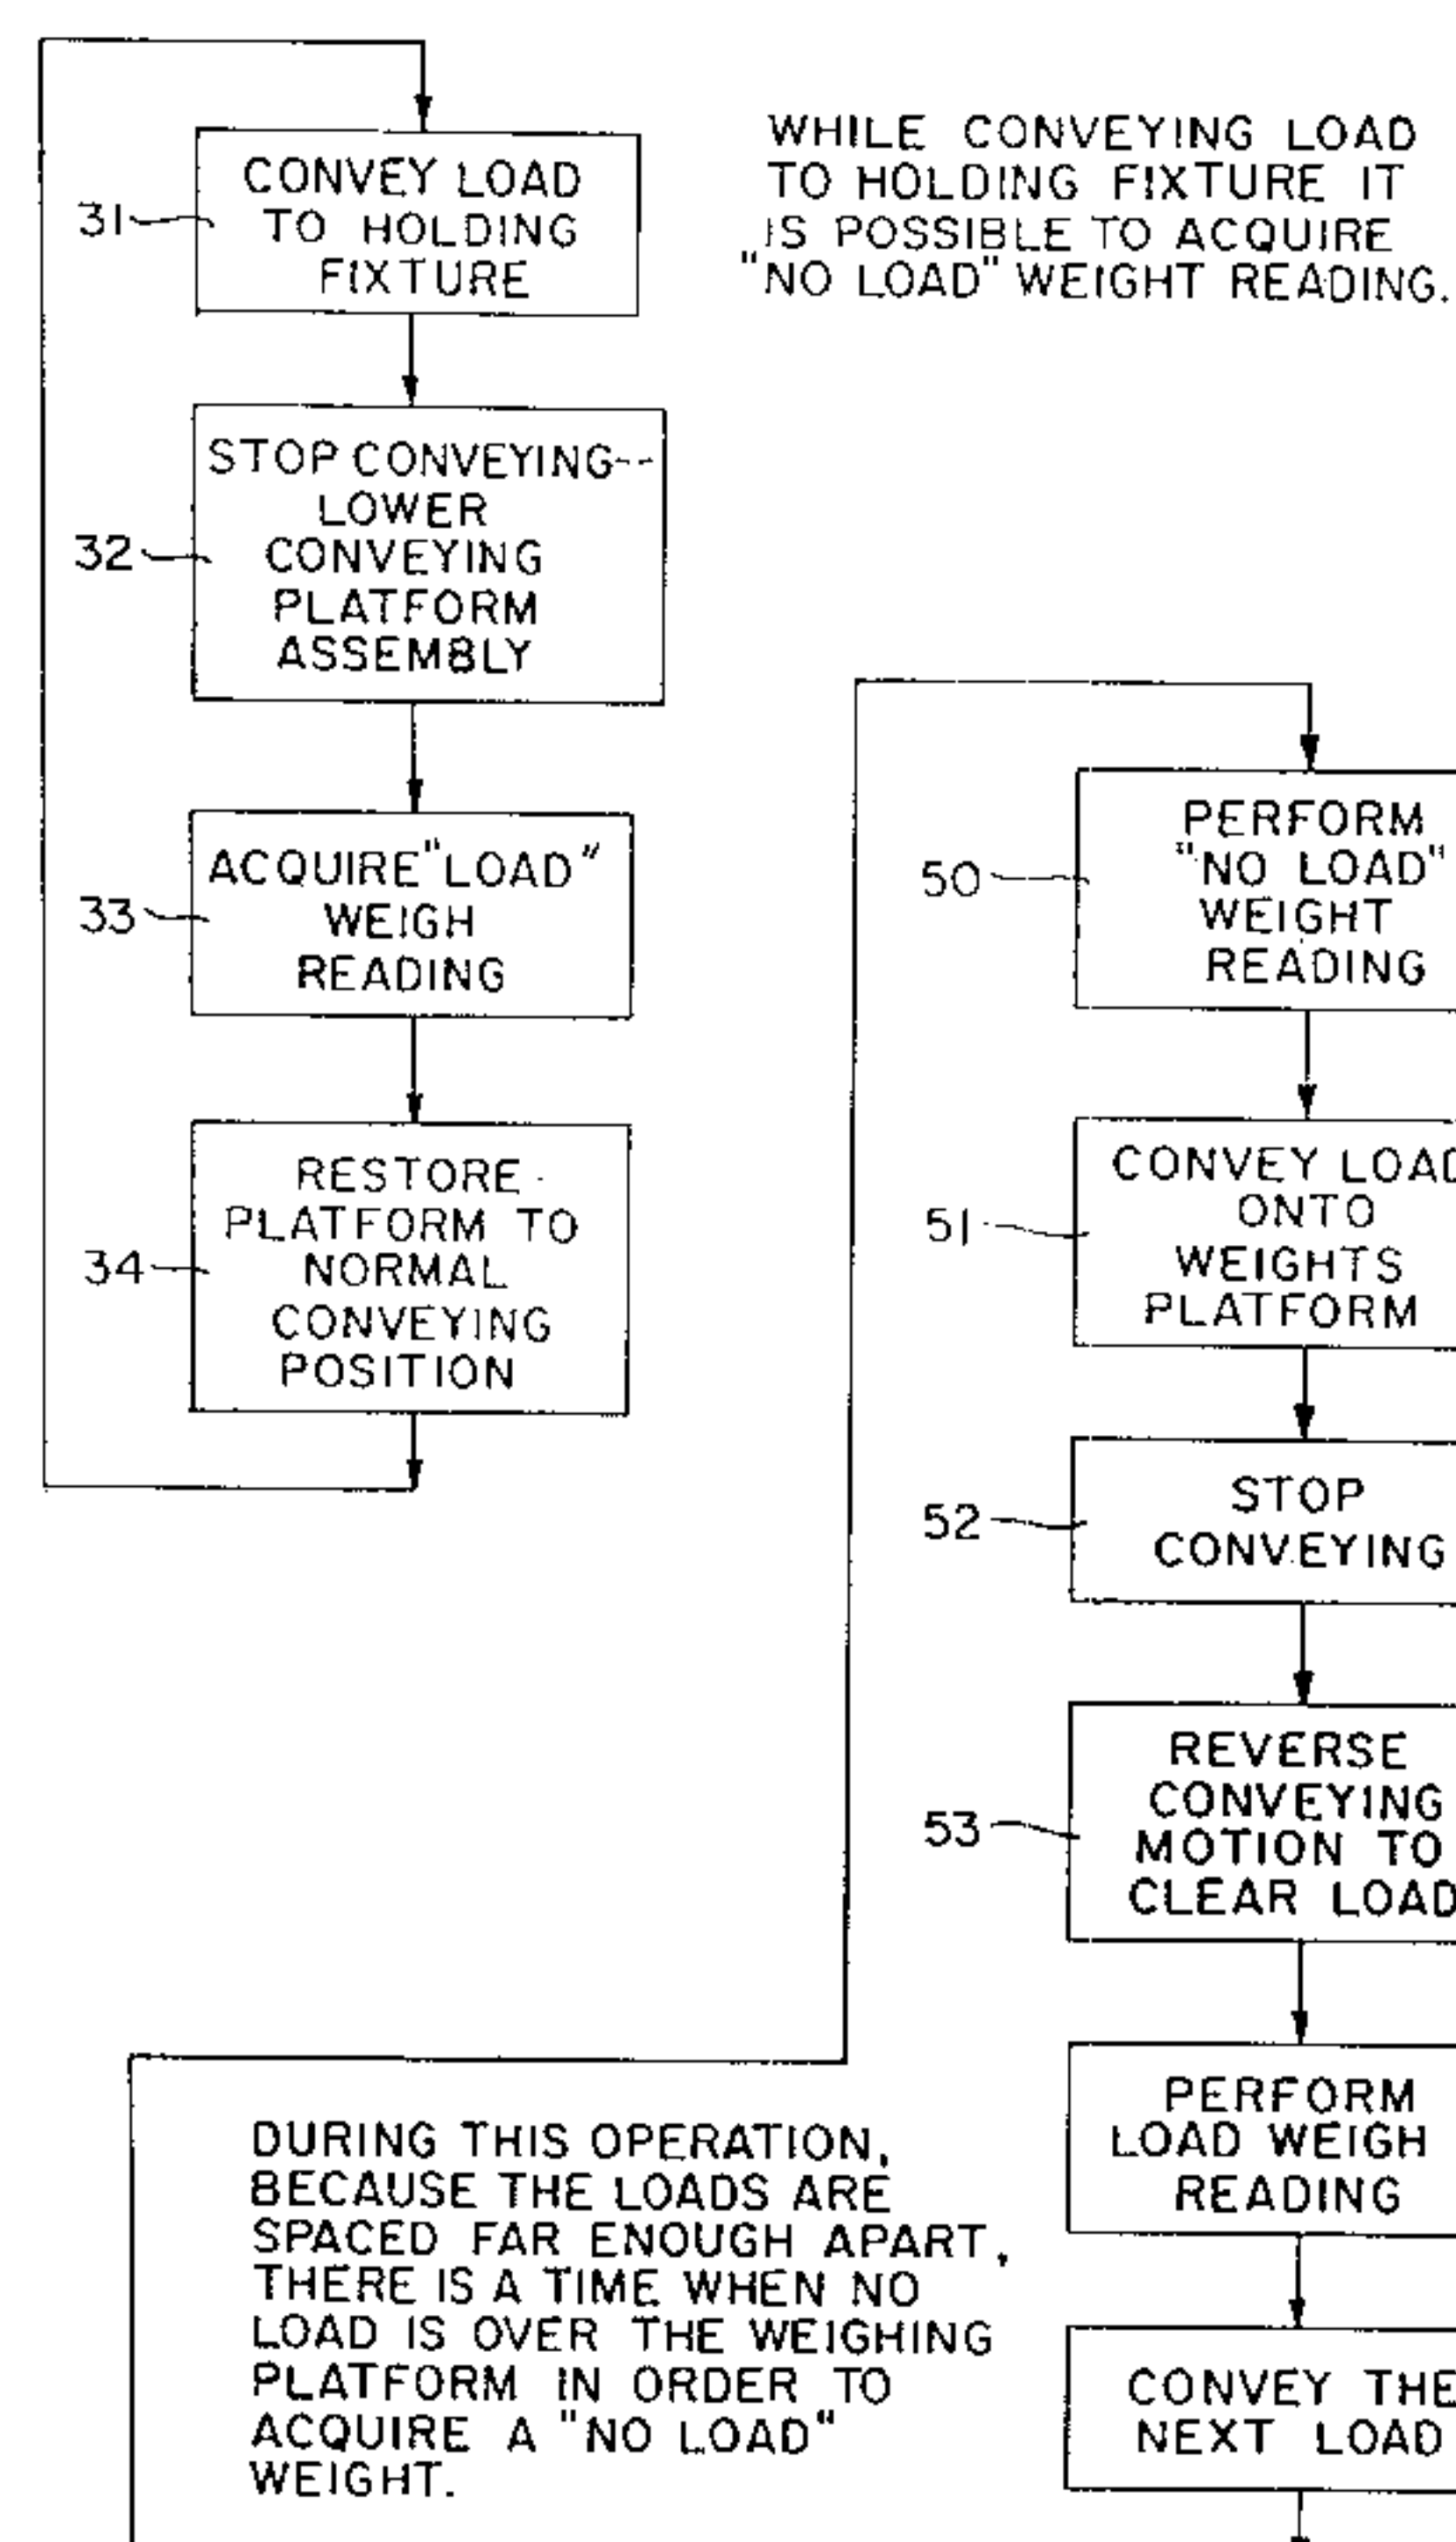 CONVEY LOAD
TO HOLDING
FIXTURE
31
WHILE CONVEYING LOAD
TO HOLDING FIXTURE IT
IS POSSIBLE TO ACQUIRE
"NO LOAD" WEIGHT READING.
STOP CONVEYING--
LOWER
CONVEYING
PLATFORM
ASSEMBLY
32
ACQUIRE "LOAD"
WEIGH
READING
33
RESTORE
PLATFORM TO
NORMAL
CONVEYING
POSITION
34
PERFORM
"NO LOAD"
WEIGHT
READING
50
CONVEY LOAD
ONTO
WEIGHTS
PLATFORM
51
STOP
CONVEYING
52
REVERSE
CONVEYING
MOTION TO
CLEAR LOAD
53
PERFORM
LOAD WEIGH
READING
CONVEY THE
NEXT LOAD
DURING THIS OPERATION,
BECAUSE THE LOADS ARE
SPACED FAR ENOUGH APART,
THERE IS A TIME WHEN NO
LOAD IS OVER THE WEIGHING
PLATFORM IN ORDER TO
ACQUIRE A "NO LOAD"
WEIGHT.